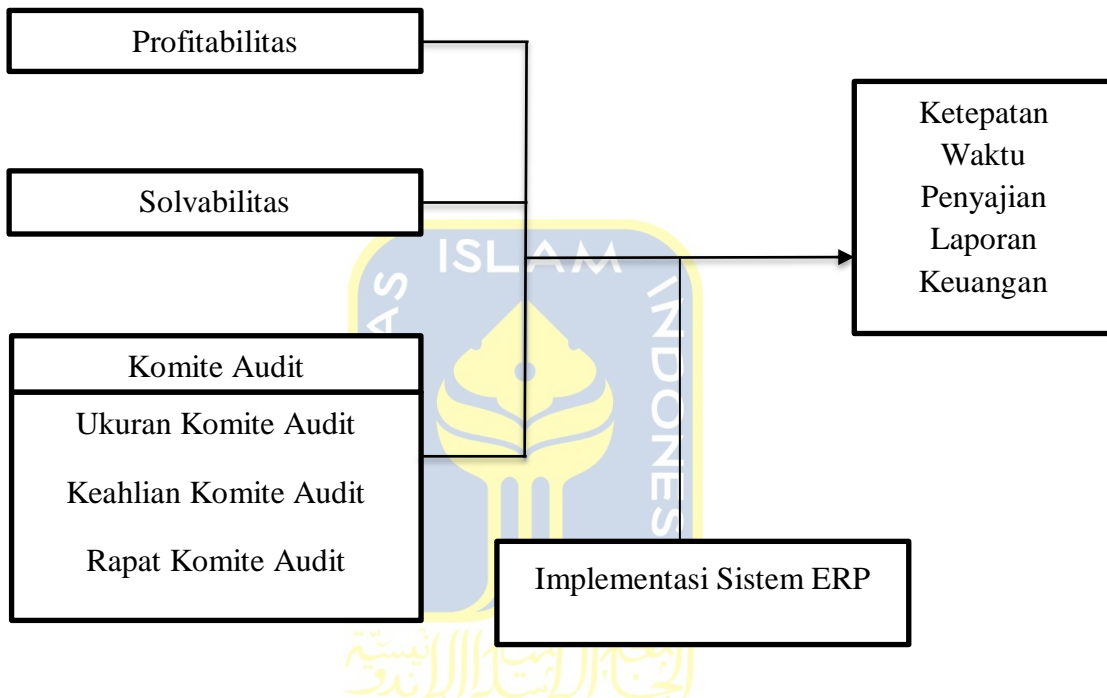 Profitabilitas
Solvabilitas
Komite Audit
Ukuran Komite Audit
Keahlian Komite Audit
Rapat Komite Audit
Implementasi Sistem ERP
Ketepatan
Waktu
Penyajian
Laporan
Keuangan
AS ISLAM INDONES